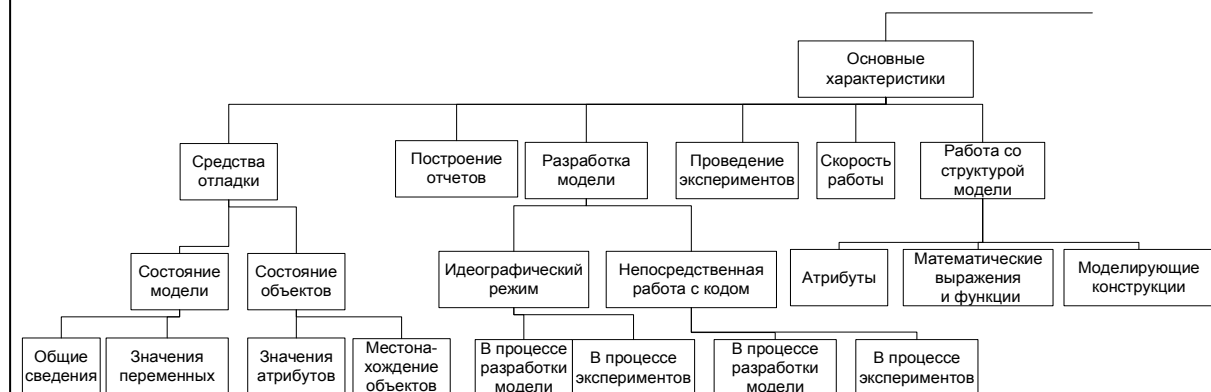 Основные
характеристики
Средства
отладки
Построение
отчетов
Разработка
модели
Проведение
экспериментов
Скорость
работы
Работа со
структурой
модели
Состояние
модели
Состояние
объектов
Идеографический
режим
Непосредственная
работа с кодом
Атрибуты
Математические
выражения
и функции
Моделирующие
конструкции
Общие
сведения
Значения
переменных
Значения
атрибутов
Местона-
хождение
объектов
В процессе
разработки
модели
В процессе
экспериментов
В процессе
разработки
модели
В процессе
экспериментов